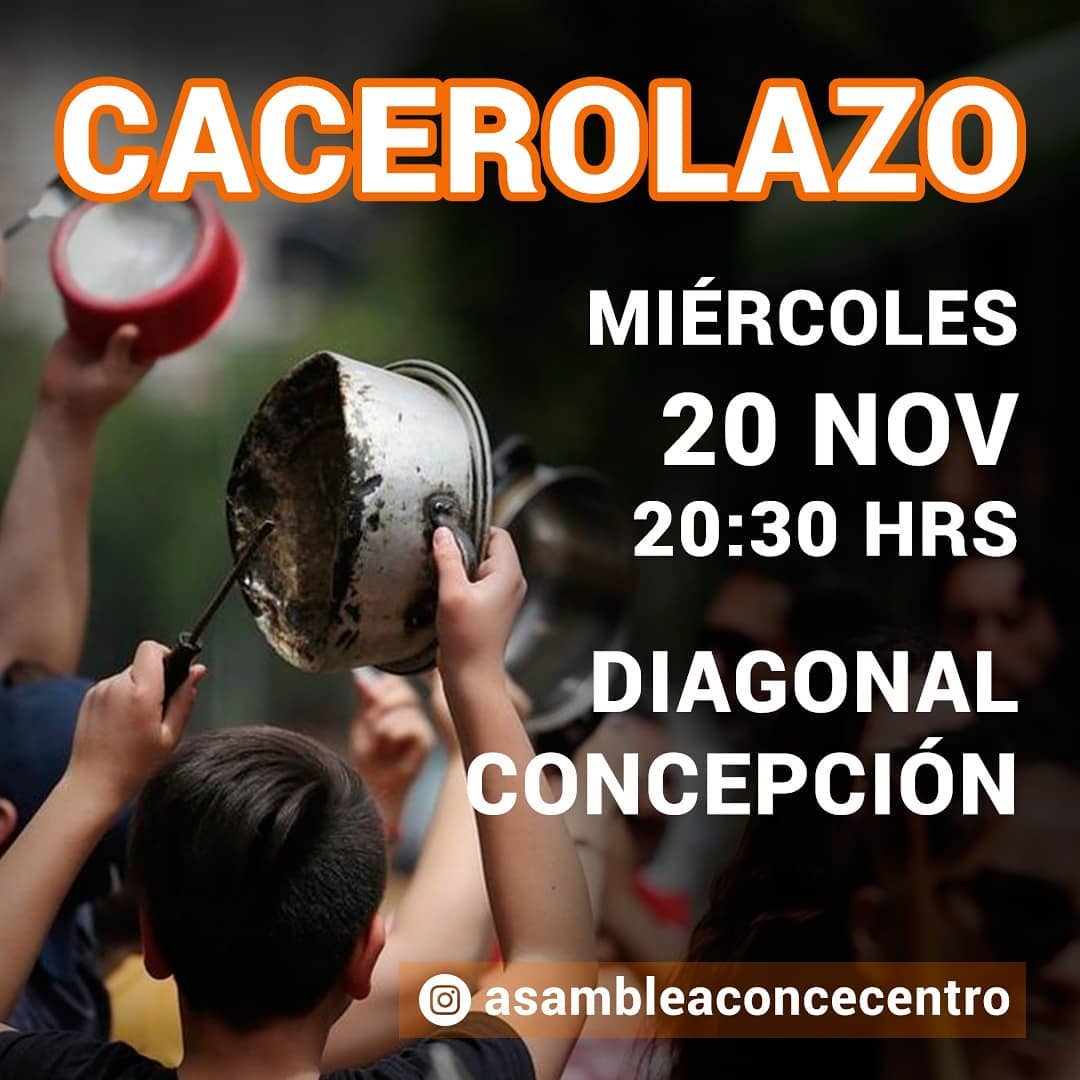 CACEROLAZO
MIÉRCOLES
20 NOV
20:30 HRS
DIAGONAL
CONCEPCIÓN
asambleaconcecentro